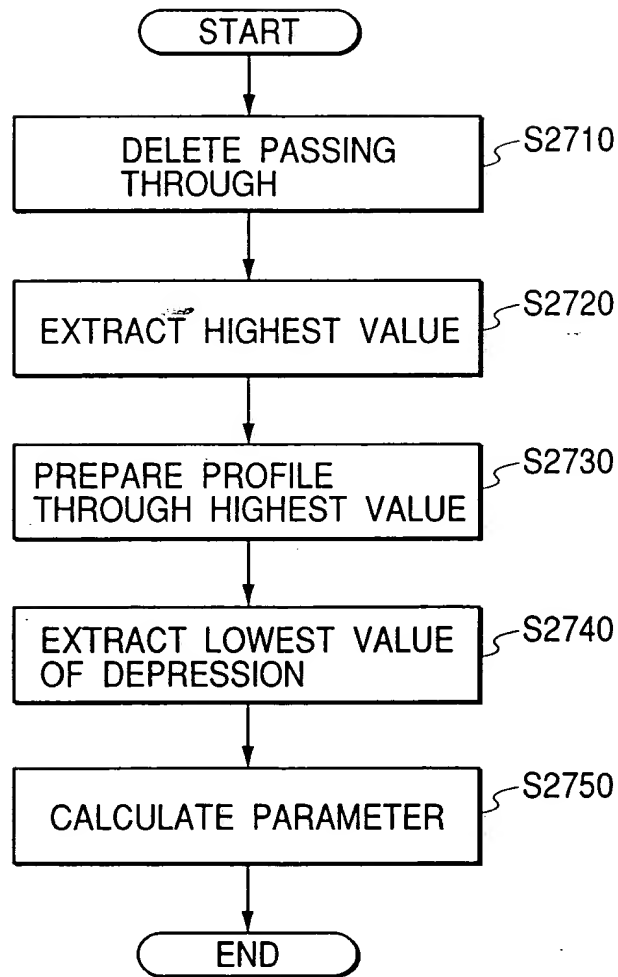 START
DELETE PASSING
THROUGH
S2710
EXTRACT HIGHEST VALUE
S2720
PREPARE PROFILE
THROUGH HIGHEST VALUE
S2730
EXTRACT LOWEST VALUE
OF DEPRESSION
S2740
CALCULATE PARAMETER
S2750
END